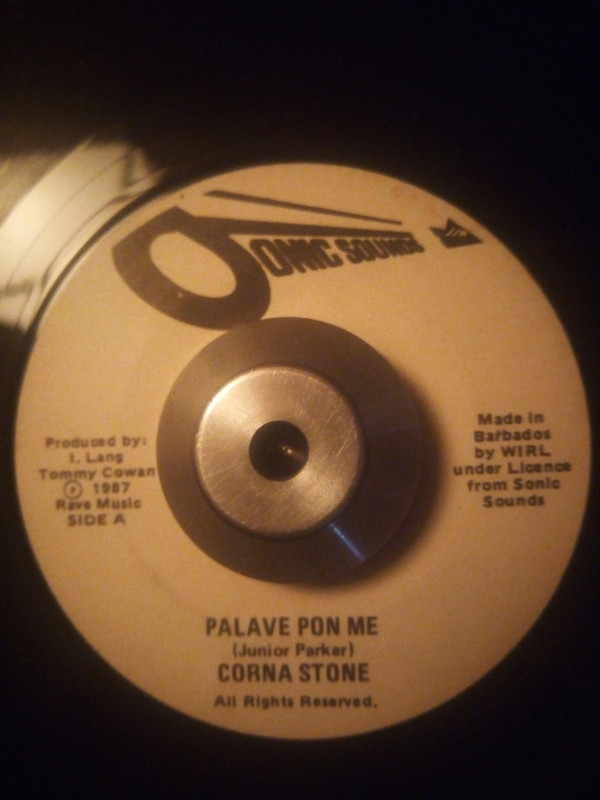 SONIC SOUNDS
Produced by:
I. Lang
Tommy Cowan
Ⓟ 1987
Rave Music
SIDE A
Made in
Barbados
by WIRL
under Licence
from Sonic
Sounds
PALAVE PON ME
(Junior Parker)
CORNA STONE
All Rights Reserved.